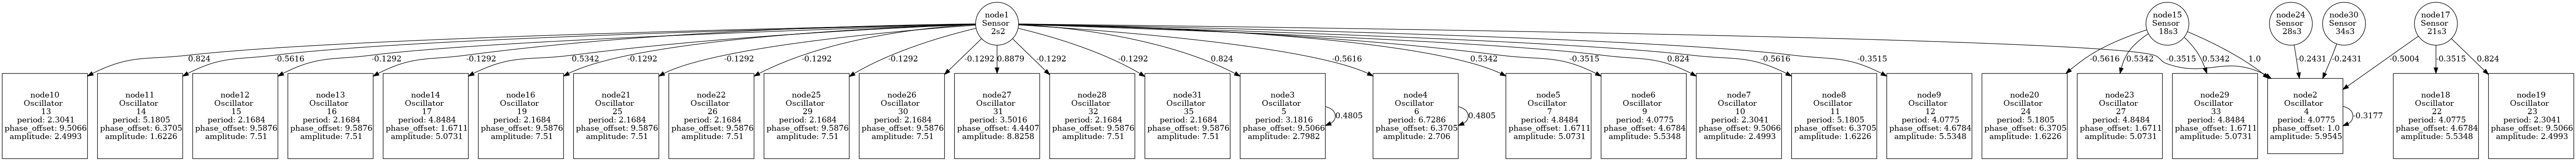 node1
Sensor
2s2
node15
Sensor
18s3
node24
Sensor
28s3
node30
Sensor
34s3
node17
Sensor
21s3
0.824
-0.5616
-0.1292
-0.1292
0.5342
-0.1292
-0.1292
-0.1292
-0.1292
-0.1292
0.8879
-0.1292
-0.1292
0.824
-0.5616
0.5342
-0.3515
0.824
-0.5616
-0.3515
-0.5616
0.5342
0.5342
1.0
-0.3515
-0.2431
-0.2431
-0.5004
-0.3515
0.824
node10
Oscillator
13
period: 2.3041
phase_offset: 9.5066
amplitude: 2.4993
node11
Oscillator
14
period: 5.1805
phase_offset: 6.3705
amplitude: 1.6226
node12
Oscillator
15
period: 2.1684
phase_offset: 9.5876
amplitude: 7.51
node13
Oscillator
16
period: 2.1684
phase_offset: 9.5876
amplitude: 7.51
node14
Oscillator
17
period: 4.8484
phase_offset: 1.6711
amplitude: 5.0731
node16
Oscillator
19
period: 2.1684
phase_offset: 9.5876
amplitude: 7.51
node21
Oscillator
25
period: 2.1684
phase_offset: 9.5876
amplitude: 7.51
node22
Oscillator
26
period: 2.1684
phase_offset: 9.5876
amplitude: 7.51
node25
Oscillator
29
period: 2.1684
phase_offset: 9.5876
amplitude: 7.51
node26
Oscillator
30
period: 2.1684
phase_offset: 9.5876
amplitude: 7.51
node27
Oscillator
31
period: 3.5016
phase_offset: 4.4407
amplitude: 8.8258
node28
Oscillator
32
period: 2.1684
phase_offset: 9.5876
amplitude: 7.51
node31
Oscillator
35
period: 2.1684
phase_offset: 9.5876
amplitude: 7.51
node3
Oscillator
5
period: 3.1816
phase_offset: 9.5066
amplitude: 2.7982
0.4805
node4
Oscillator
6
period: 6.7286
phase_offset: 6.3705
amplitude: 2.706
0.4805
node5
Oscillator
7
period: 4.8484
phase_offset: 1.6711
amplitude: 5.0731
node6
Oscillator
9
period: 4.0775
phase_offset: 4.6784
amplitude: 5.5348
node7
Oscillator
10
period: 2.3041
phase_offset: 9.5066
amplitude: 2.4993
node8
Oscillator
11
period: 5.1805
phase_offset: 6.3705
amplitude: 1.6226
node9
Oscillator
12
period: 4.0775
phase_offset: 4.6784
amplitude: 5.5348
node20
Oscillator
24
period: 5.1805
phase_offset: 6.3705
amplitude: 1.6226
node23
Oscillator
27
period: 4.8484
phase_offset: 1.6711
amplitude: 5.0731
node29
Oscillator
33
period: 4.8484
phase_offset: 1.6711
amplitude: 5.0731
node2
Oscillator
4
period: 4.0775
phase_offset: 1.0
amplitude: 5.9545
-0.3177
node18
Oscillator
22
period: 4.0775
phase_offset: 4.6784
amplitude: 5.5348
node19
Oscillator
23
period: 2.3041
phase_offset: 9.5066
amplitude: 2.4993